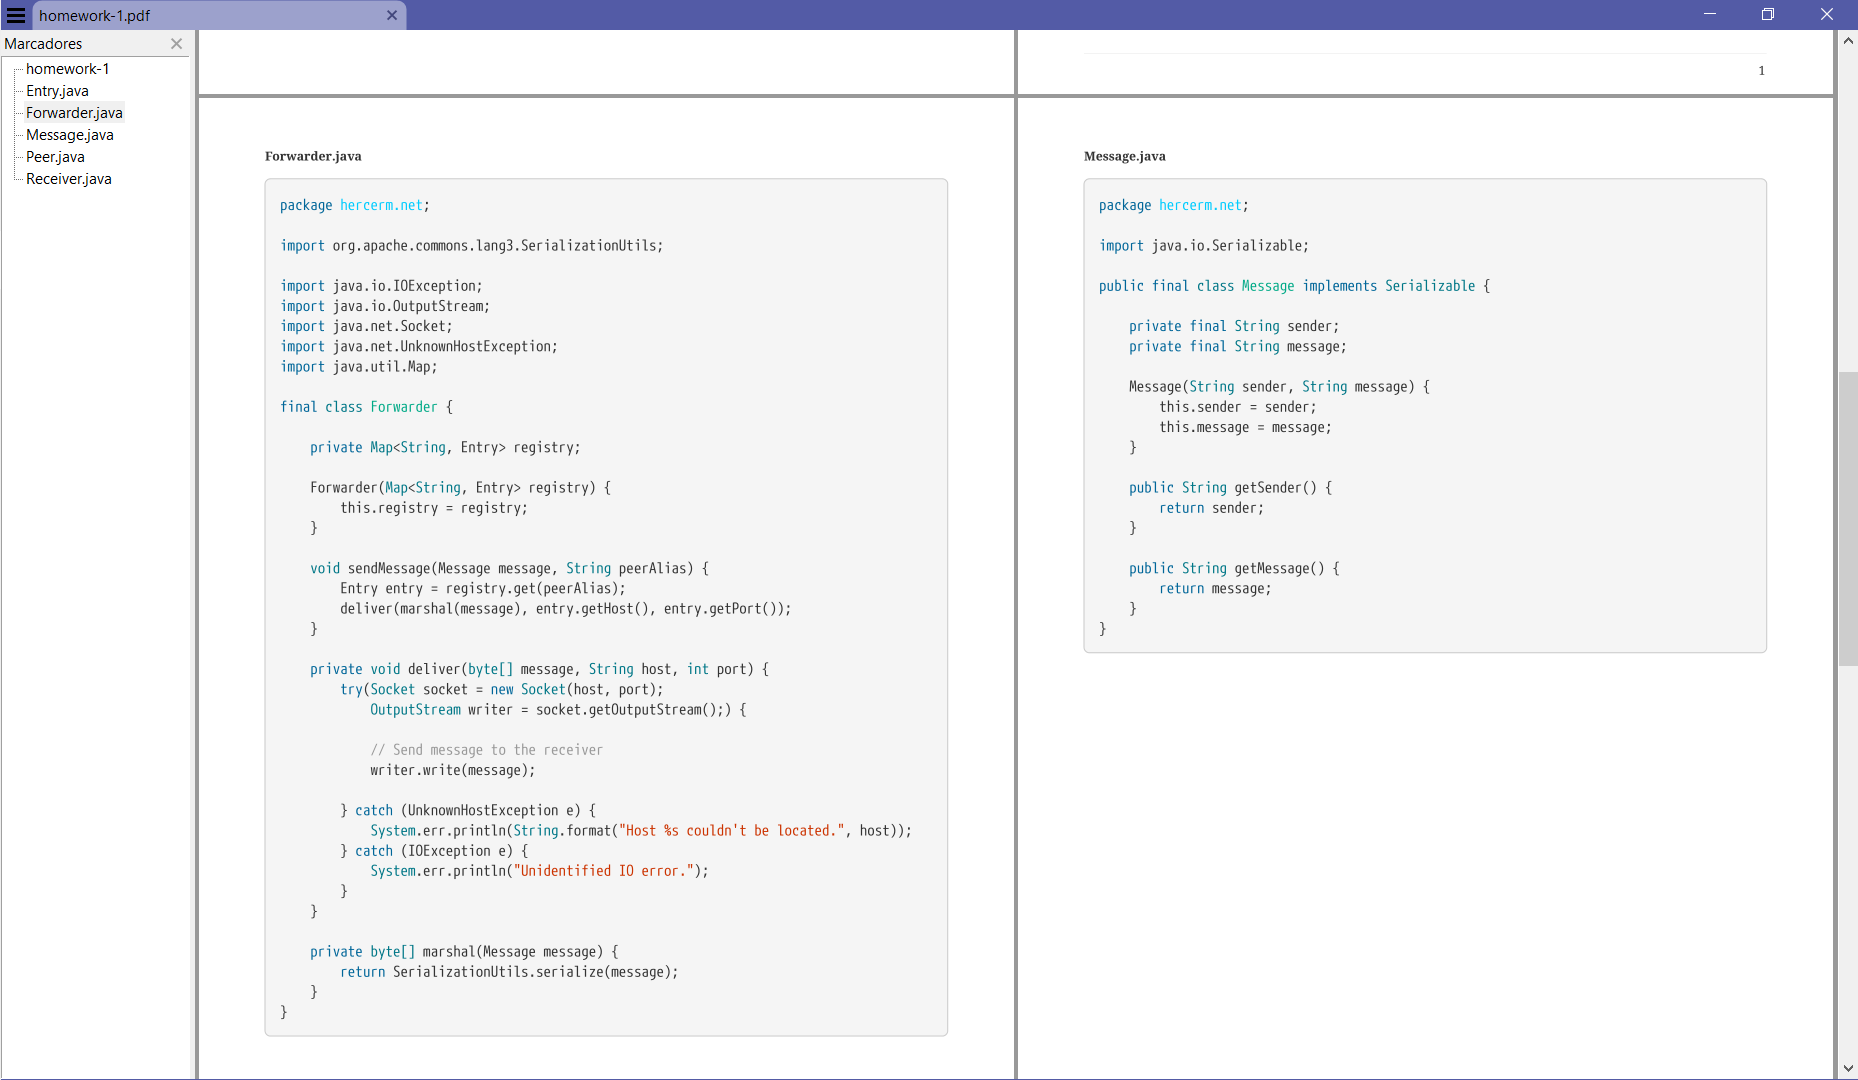 homework-1.pdf
Marcadores
homework-1
Entry.java
Forwarder.java
Message.java
Peer.java
Receiver.java
1
Forwarder.java
package hercerm.net;
import org.apache.commons.lang3.SerializationUtils;
import java.io.IOException;
import java.io.OutputStream;
import java.net.Socket;
import java.net.UnknownHostException;
import java.util.Map;
final class Forwarder {
private Map<String, Entry> registry;
Forwarder(Map<String, Entry> registry) {
this.registry = registry;
}
void sendMessage(Message message, String peerAlias) {
Entry entry = registry.get(peerAlias);
deliver(marshal(message), entry.getHost(), entry.getPort());
}
private void deliver(byte[] message, String host, int port) {
try(Socket socket = new Socket(host, port);
OutputStream writer = socket.getOutputStream();) {
// Send message to the receiver
writer.write(message);
} catch (UnknownHostException e) {
System.err.println(String.format("Host %s couldn't be located.", host));
} catch (IOException e) {
System.err.println("Unidentified IO error.");
}
}
private byte[] marshal(Message message) {
return SerializationUtils.serialize(message);
}
}
Message.java
package hercerm.net;
import java.io.Serializable;
public final class Message implements Serializable {
private final String sender;
private final String message;
Message(String sender, String message) {
this.sender = sender;
this.message = message;
}
public String getSender() {
return sender;
}
public String getMessage() {
return message;
}
}